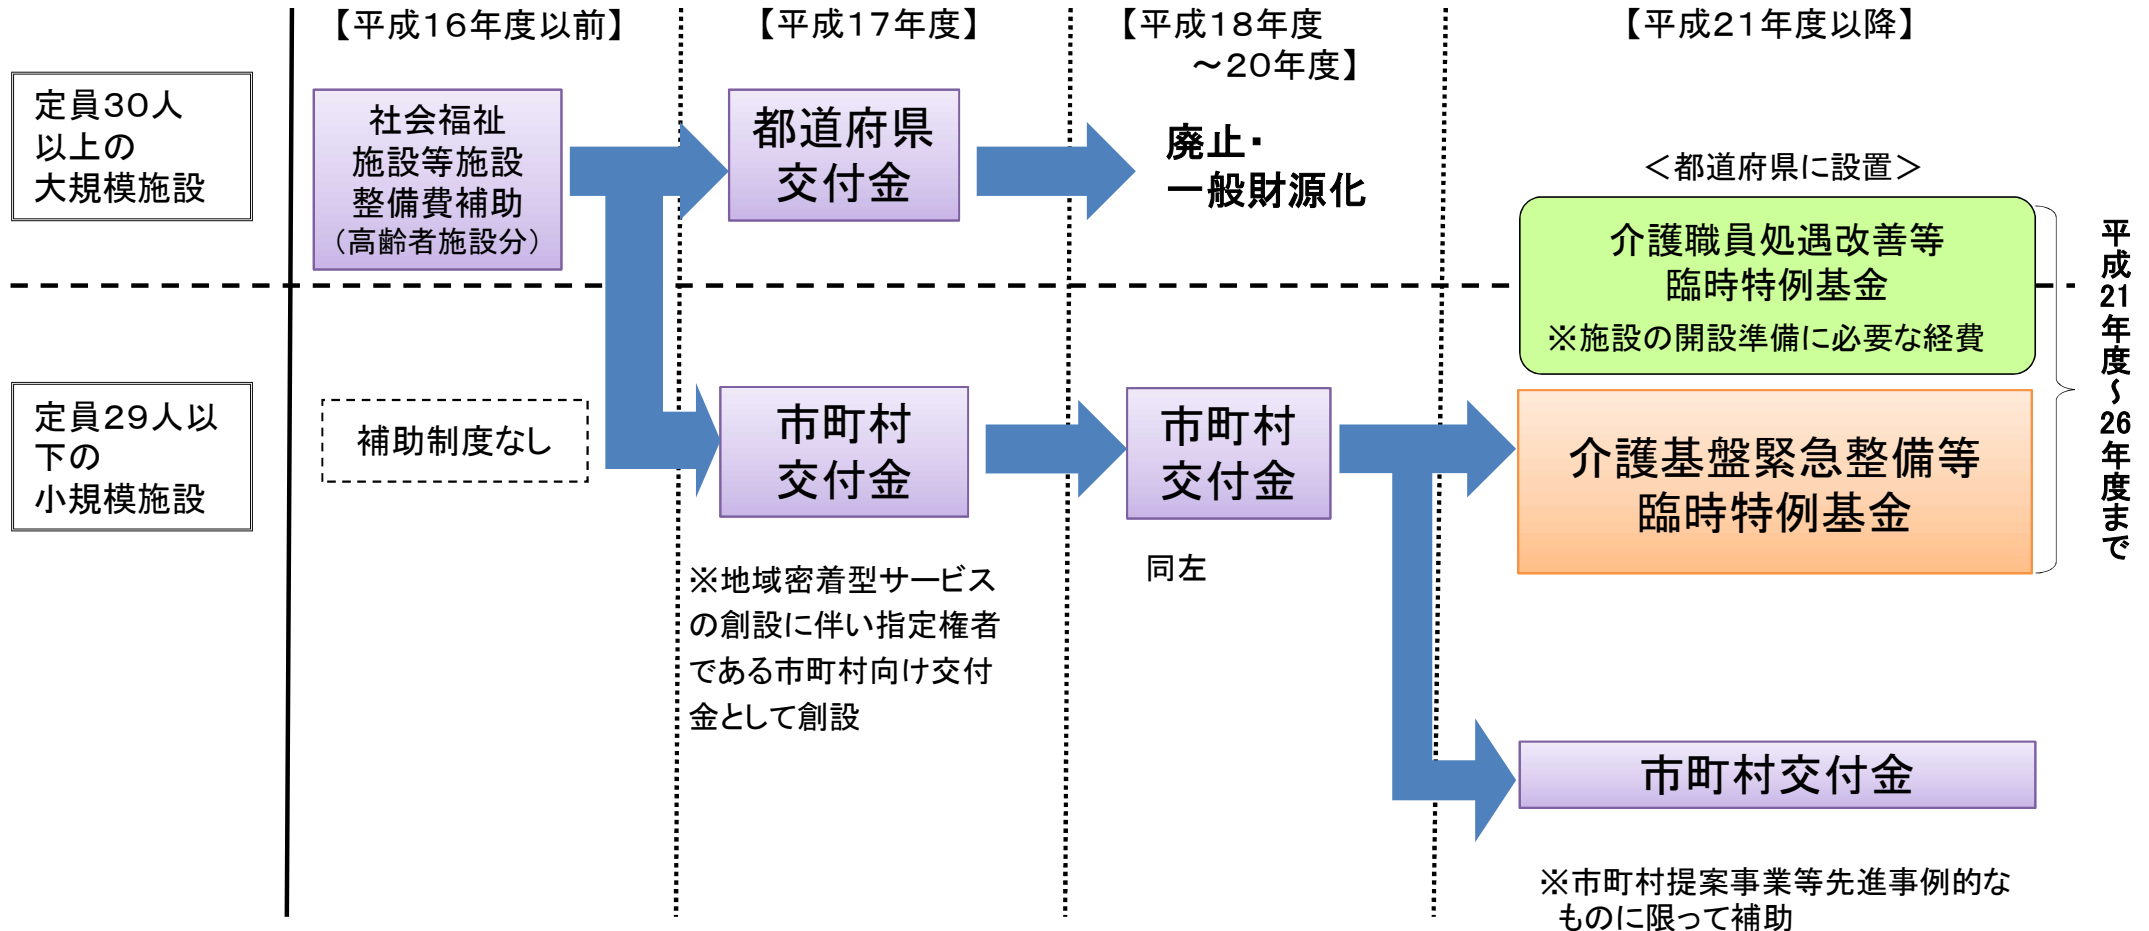 【平成16年度以前】
【平成17年度】
【平成18年度
～20年度】
【平成21年度以降】
定員30人
以上の
大規模施設
社会福祉
施設等施設
整備費補助
（高齢者施設分）
都道府県
交付金
廃止・
一般財源化
＜都道府県に設置＞
介護職員処遇改善等
臨時特例基金
※施設の開設準備に必要な経費
平成21年度～26年度まで
定員29人以
下の
小規模施設
補助制度なし
市町村
交付金
※地域密着型サービス
の創設に伴い指定権者
である市町村向け交付
金として創設
市町村
交付金
同左
介護基盤緊急整備等
臨時特例基金
市町村交付金
※市町村提案事業等先進事例的な
ものに限って補助